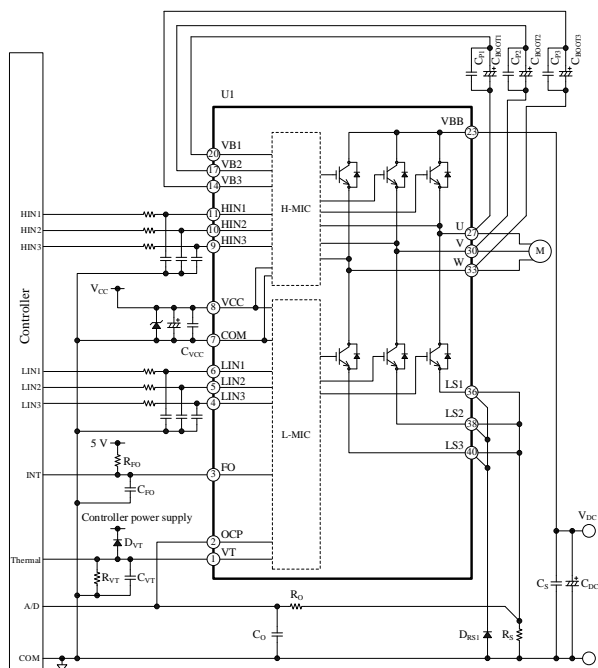 CP1
CBOOT1
CP2
CBOOT2
CP3
CBOOT3
U1
VBB
23
20
VB1
17
VB2
14
VB3
H-MIC
HIN1
11
HIN1
HIN2
10
HIN2
HIN3
9
HIN3
U
27
V
30
W
33
M
Controller
VCC
8
VCC
7
COM
CVCC
LIN1
6
LIN1
LIN2
5
LIN2
LIN3
4
LIN3
L-MIC
LS1
36
LS2
38
LS3
40
5 V
RFO
INT
3
FO
CFO
Controller power supply
DVT
2
OCP
Thermal
1
VT
RVT
CVT
VDC
CS
CDC
A/D
RO
CO
DRS1
RS
COM